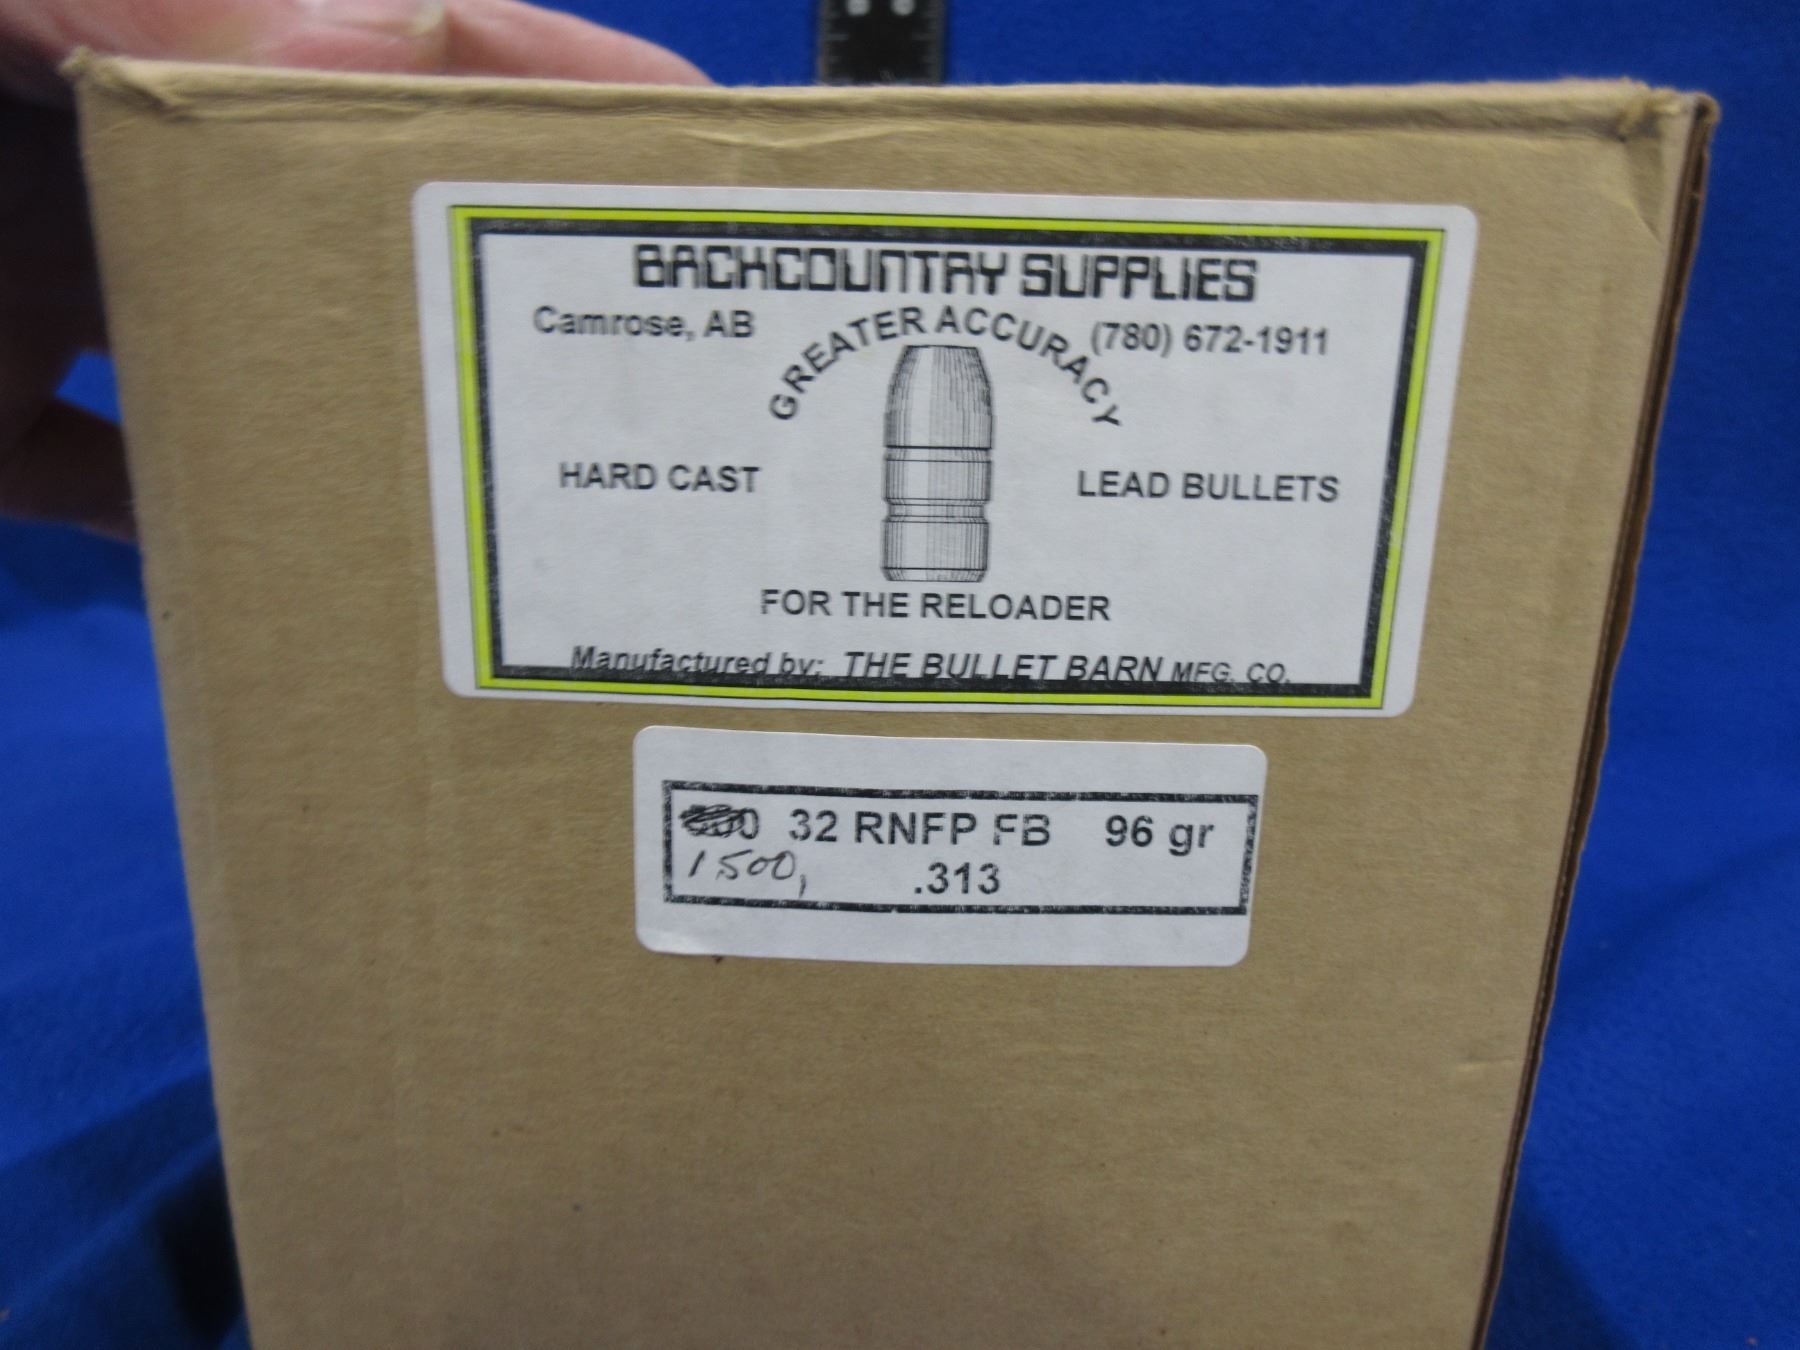 BACKCOUNTRY SUPPLIES
Camrose, AB
(780) 672-1911
GREATER ACCURACY
HARD CAST
LEAD BULLETS
FOR THE RELOADER
Manufactured by: THE BULLET BARN MFG. CO.
32 RNFP FB 96 gr
1500, .313